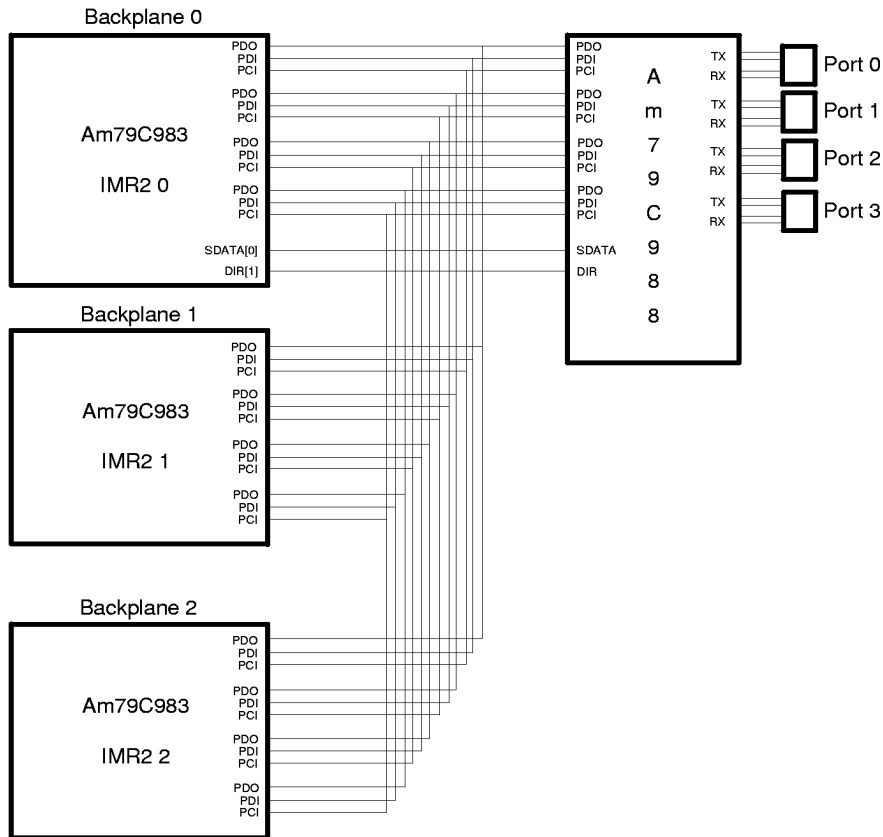 Backplane 0
Am79C983
IMR2 0
PDO
PDI
PCI
PDO
PDI
PCI
PDO
PDI
PCI
PDO
PDI
PCI
SDATA[0]
DIR[1]
PDO
PDI
PCI
PDO
PDI
PCI
PDO
PDI
PCI
PDO
PDI
PCI
SDATA
DIR
A
m
7
9
C
9
8
8
TX
RX
TX
RX
TX
RX
TX
RX
Port 0
Port 1
Port 2
Port 3
Backplane 1
Am79C983
IMR2 1
PDO
PDI
PCI
PDO
PDI
PCI
PDO
PDI
PCI
PDO
PDI
PCI
Backplane 2
Am79C983
IMR2 2
PDO
PDI
PCI
PDO
PDI
PCI
PDO
PDI
PCI
PDO
PDI
PCI